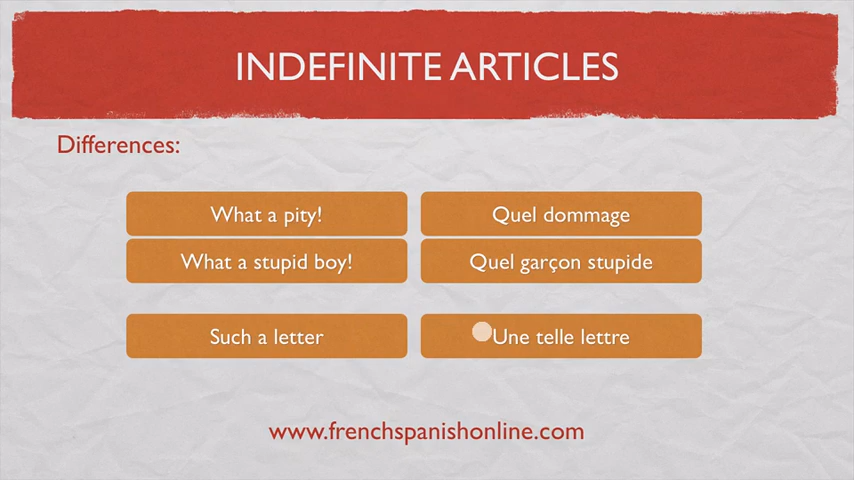 INDEFINITE ARTICLES
Differences:
What a pity!
Quel dommage
What a stupid boy!
Quel garçon stupide
Such a letter
Une telle lettre
www.frenchspanishonline.com